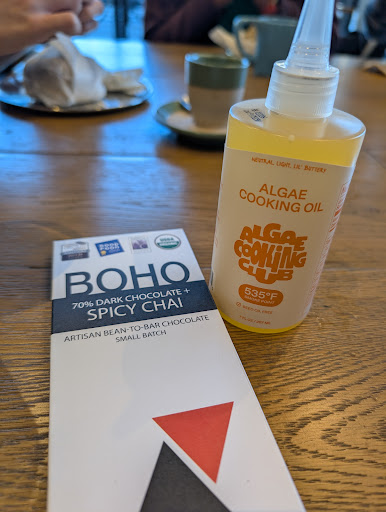 NEUTRAL, LIGHT, LIL' BUTTERY
ALGAE
COOKING OIL
ALGAE
COOKING
CLUB
535°F
BOHO
70% DARK CHOCOLATE +
SPICY CHAI
ARTISAN BEAN-TO-BAR CHOCOLATE
SMALL BATCH